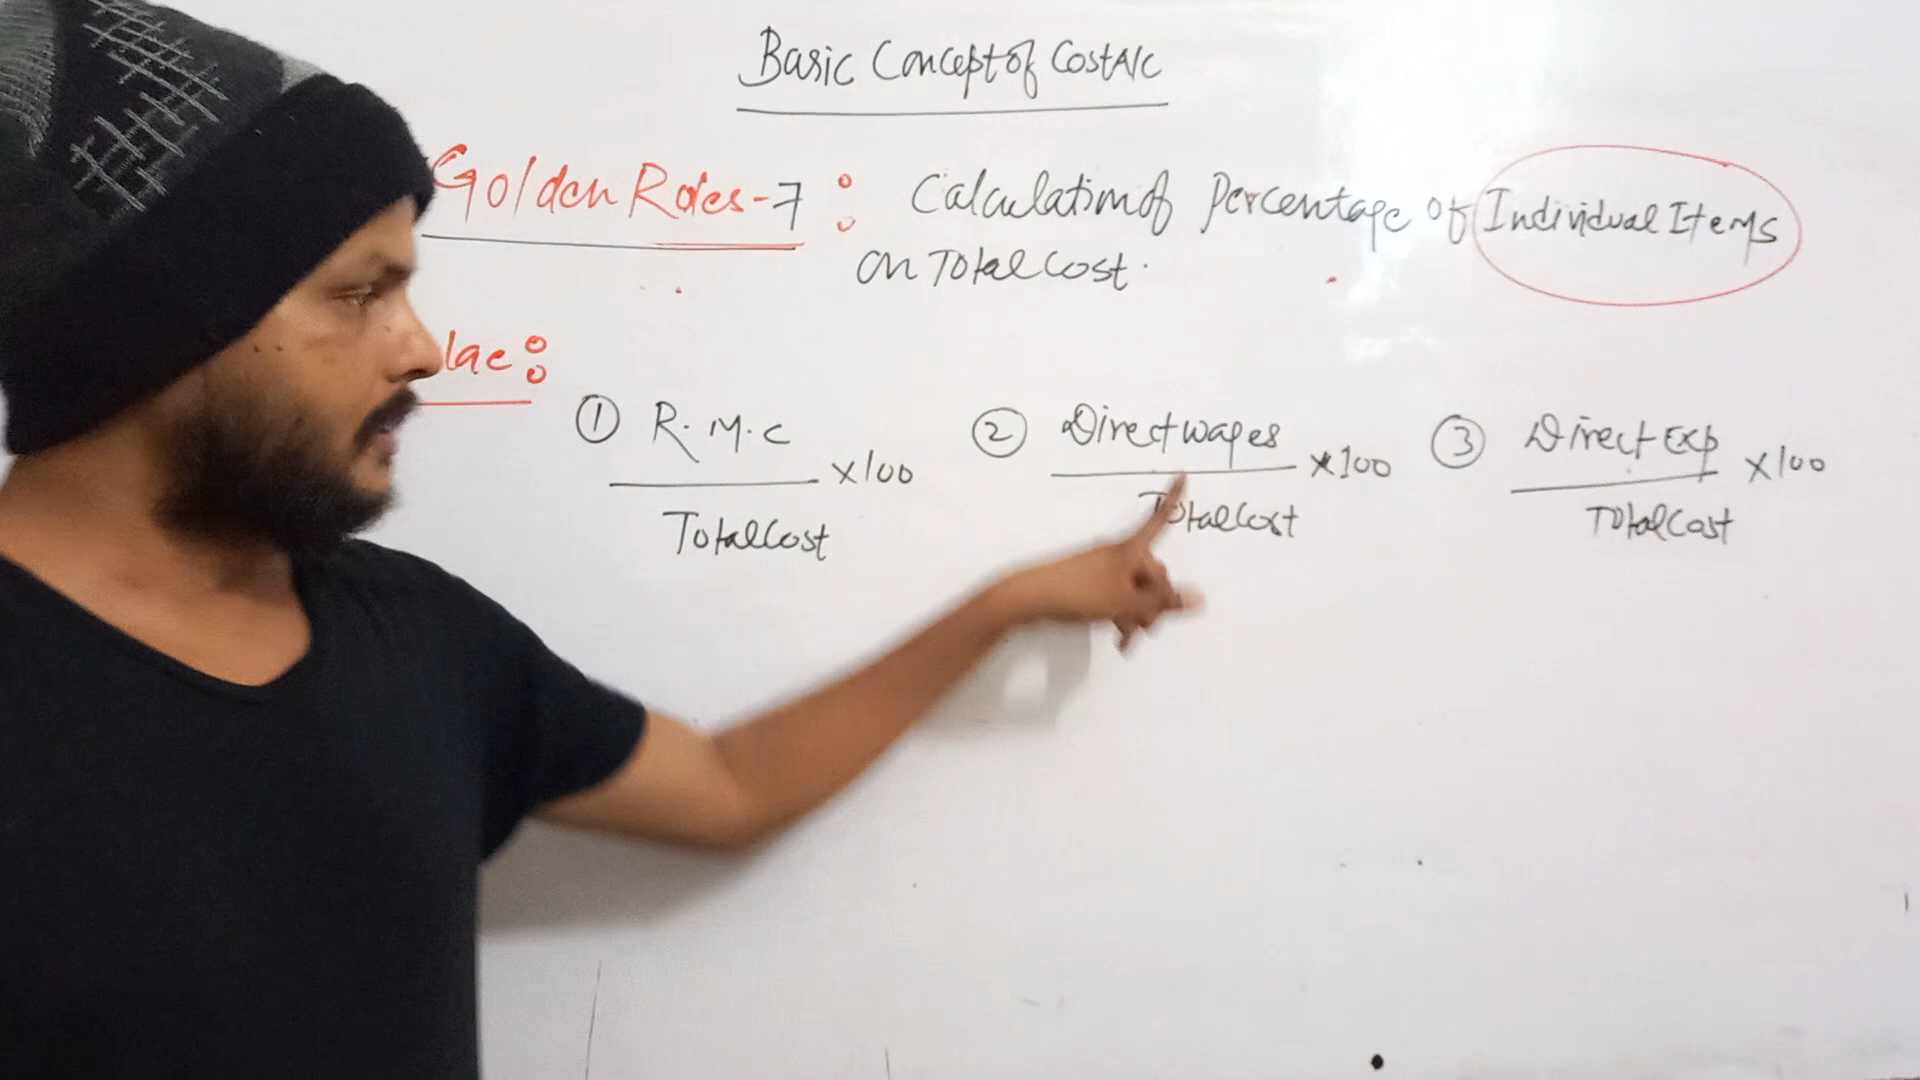 Basic Concept of Cost A/C
Golden Roles-7 : Calculation of Percentage of Individual Items
on Total Cost.
lae :
① R.M.C / Total Cost ×100 ② Direct wages / Total Cost ×100 ③ Direct Exp / Total Cost ×100